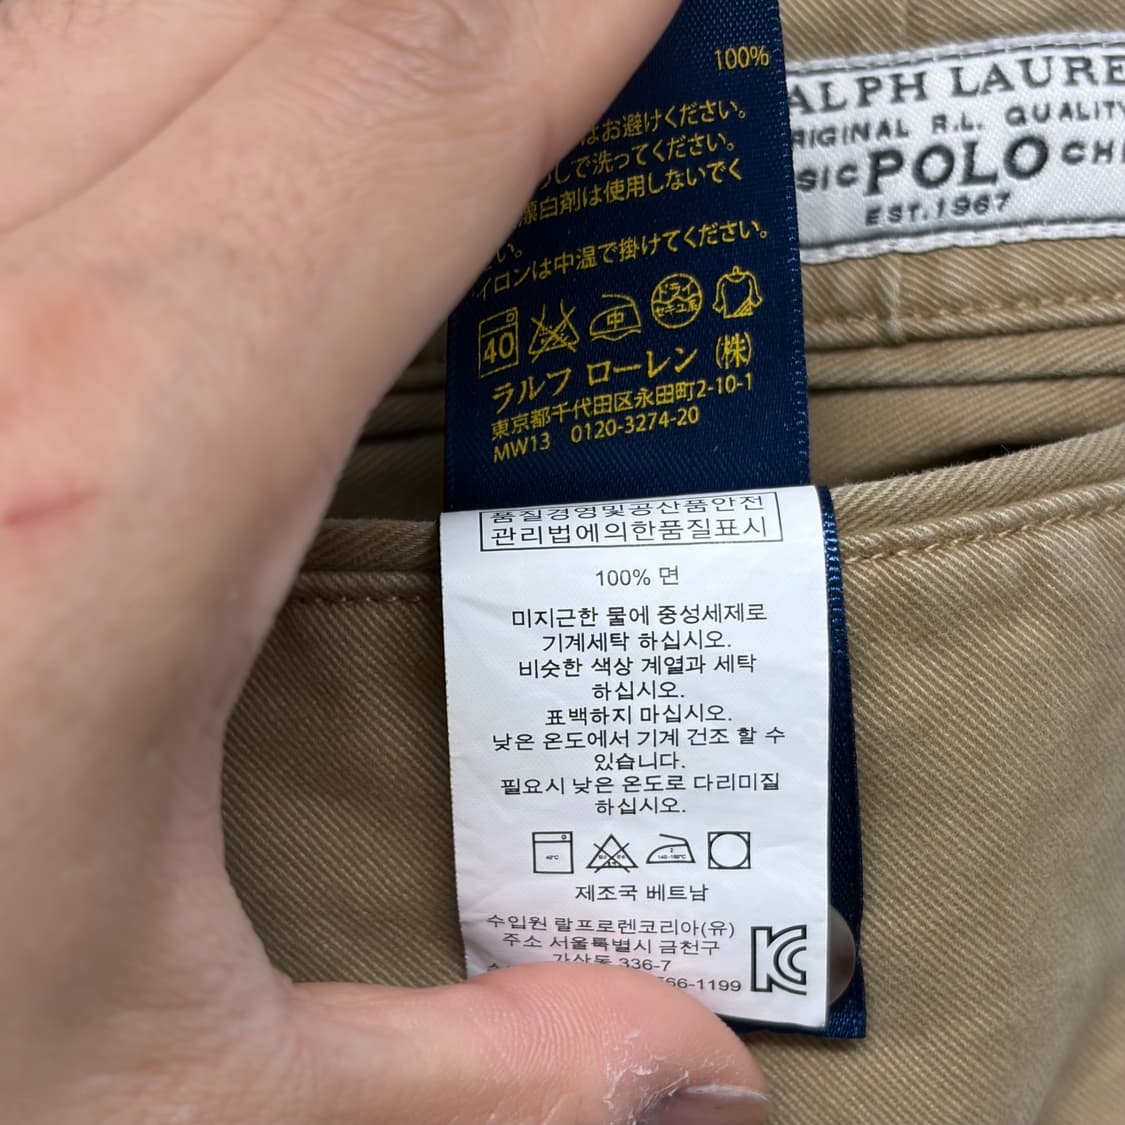 100%
はお避けください。
しで洗ってください。
漂白剤は使用しないでく
い。
イロンは中温で掛けてください。
40 中 ドライ セキユ系
ラルフ ローレン (株)
東京都千代田区永田町2-10-1
MW13 0120-3274-20
ALPH LAURE
RIGINAL R.L. QUALITY
SIC POLO CHI
EST.1967
품질경영및공산품안전
관리법에의한품질표시
100% 면
미지근한 물에 중성세제로
기계세탁 하십시오.
비슷한 색상 계열과 세탁
하십시오.
표백하지 마십시오.
낮은 온도에서 기계 건조 할 수
있습니다.
필요시 낮은 온도로 다리미질
하십시오.
40°C 2 140-160°C
제조국 베트남
수입원 랄프로렌코리아(유)
주소 서울특별시 금천구
가산동 336-7
66-1199
KC